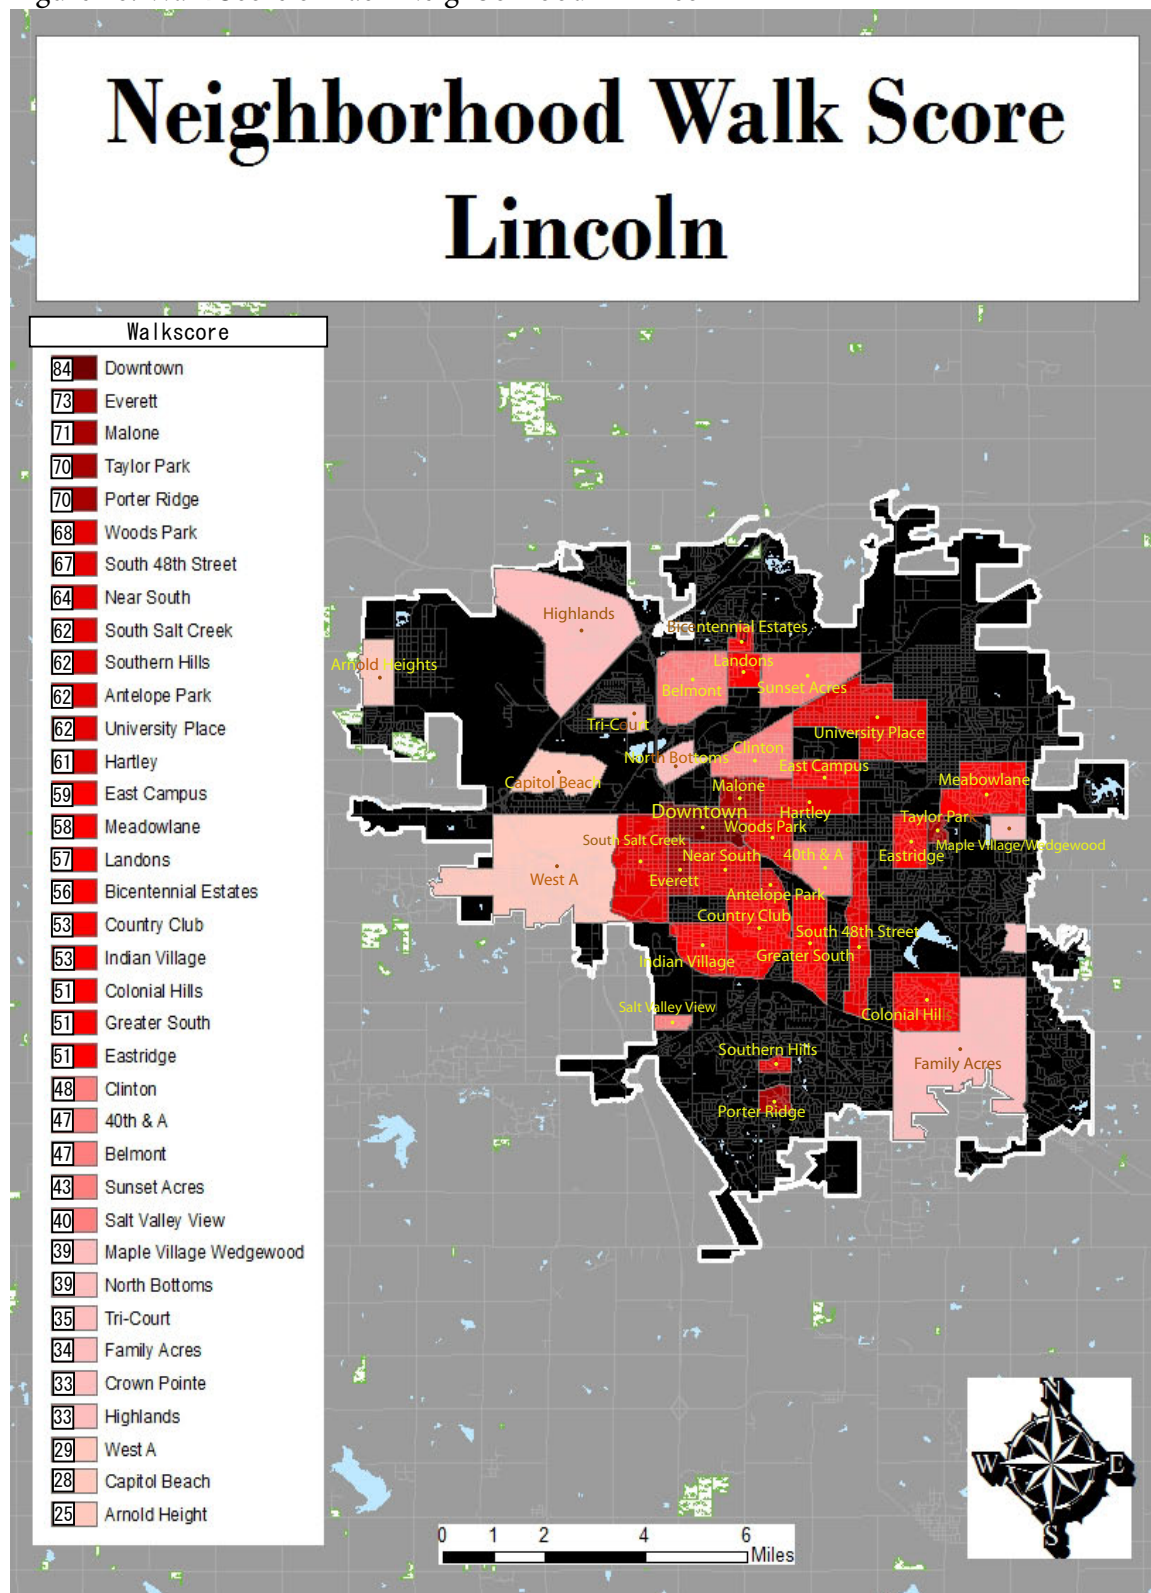 Neighborhood Walk Score
Lincoln
Walkscore
84 Downtown
73 Everett
71 Malone
70 Taylor Park
70 Porter Ridge
68 Woods Park
67 South 48th Street
64 Near South
62 South Salt Creek
62 Southern Hills
62 Antelope Park
62 University Place
61 Hartley
59 East Campus
58 Meadowlane
57 Landons
56 Bicentennial Estates
53 Country Club
53 Indian Village
51 Colonial Hills
51 Greater South
51 Eastridge
48 Clinton
47 40th & A
47 Belmont
43 Sunset Acres
40 Salt Valley View
39 Maple Village Wedgewood
39 North Bottoms
35 Tri-Court
34 Family Acres
33 Crown Pointe
33 Highlands
29 West A
28 Capitol Beach
25 Arnold Height
Highlands
Bicentennial Estates
Arnold Heights
Landons
Belmont
Sunset Acres
Tri-Court
University Place
Clinton
North Bottoms
East Campus
Capitol Beach
Meabowlane
Malone
Downtown
Hartley
Taylor Park
Woods Park
South Salt Creek
Maple Village/Wedgewood
Near South
40th & A
Eastridge
West A
Everett
Antelope Park
Country Club
South 48th Street
Greater South
Indian Village
Salt Valley View
Colonial Hil
Southern Hills
Family Acres
Porter Ridge
N
W E
S
0 1 2 4 6
Miles